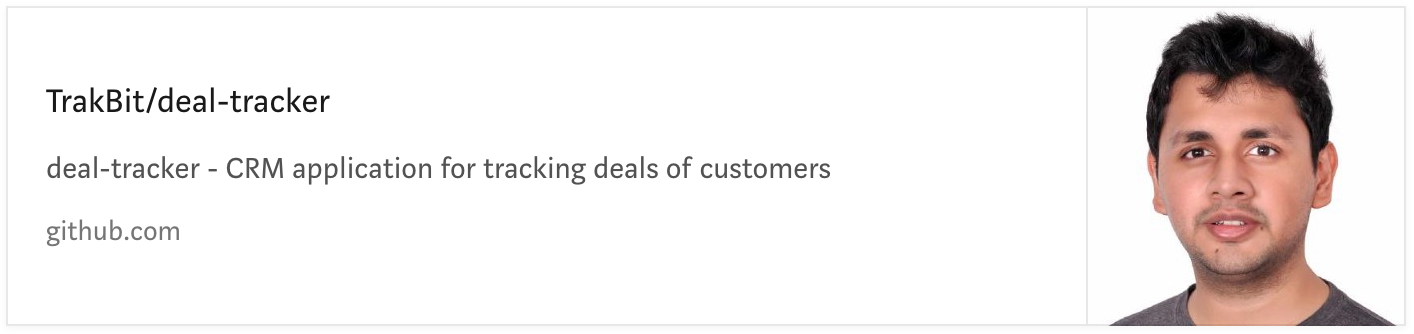 TrakBit/deal-tracker
deal-tracker - CRM application for tracking deals of customers
github.com